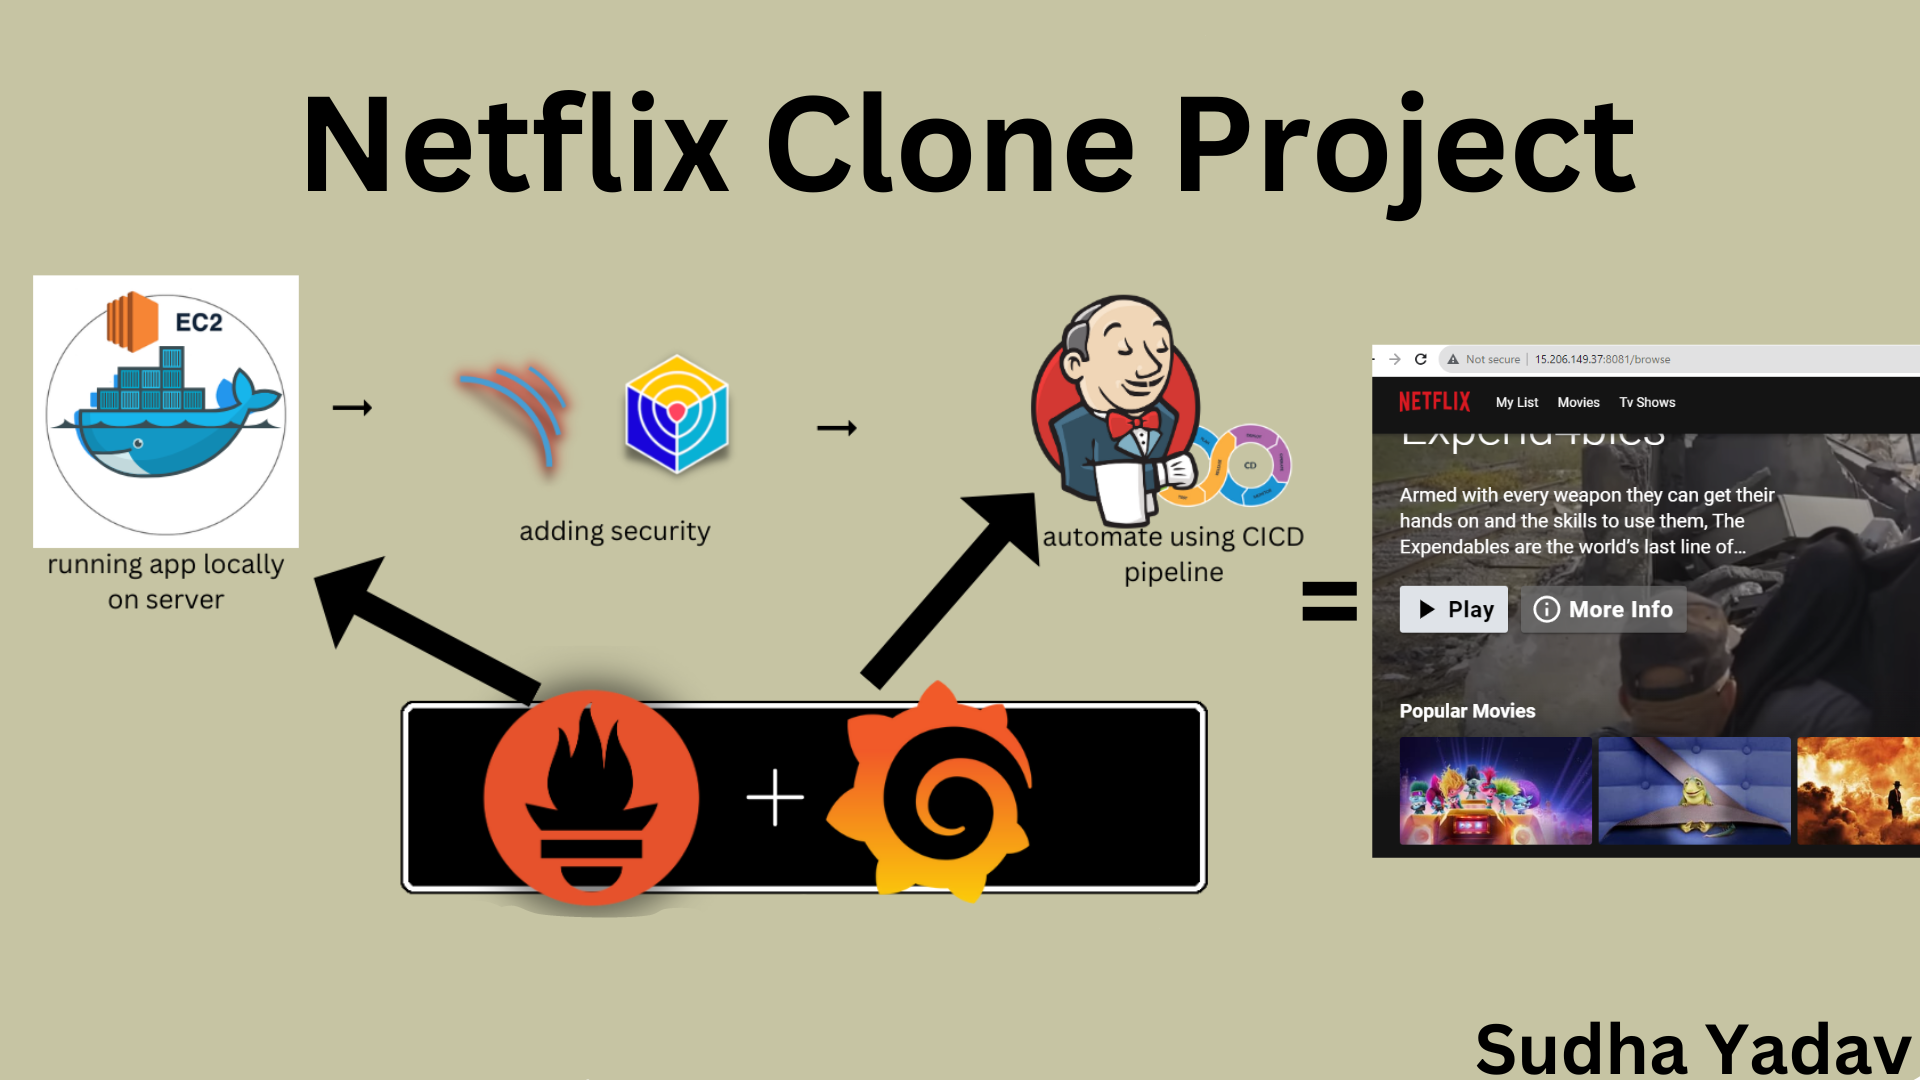 Netflix Clone Project
EC2
running app locally
on server
adding security
CD
automate using CICD
pipeline
=
Not secure | 15.206.149.37:8081/browse
NETFLIX
My List
Movies
Tv Shows
Expend4bles
Armed with every weapon they can get their
hands on and the skills to use them, The
Expendables are the world's last line of...
Play
More Info
Popular Movies
+
Sudha Yadav